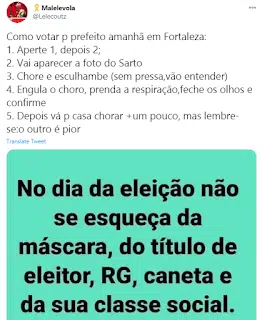 Malelevola
@Lelecoutz
Como votar p prefeito amanhã em Fortaleza:
1. Aperte 1, depois 2;
2. Vai aparecer a foto do Sarto
3. Chore e esculhambe (sem pressa,vão entender)
4. Engula o choro, prenda a respiração,feche os olhos e
confirme
5. Depois vá p casa chorar +um pouco, mas lembre-
se:o outro é pior
Translate Tweet
No dia da eleição não
se esqueça da
máscara, do título de
eleitor, RG, caneta e
da sua classe social.